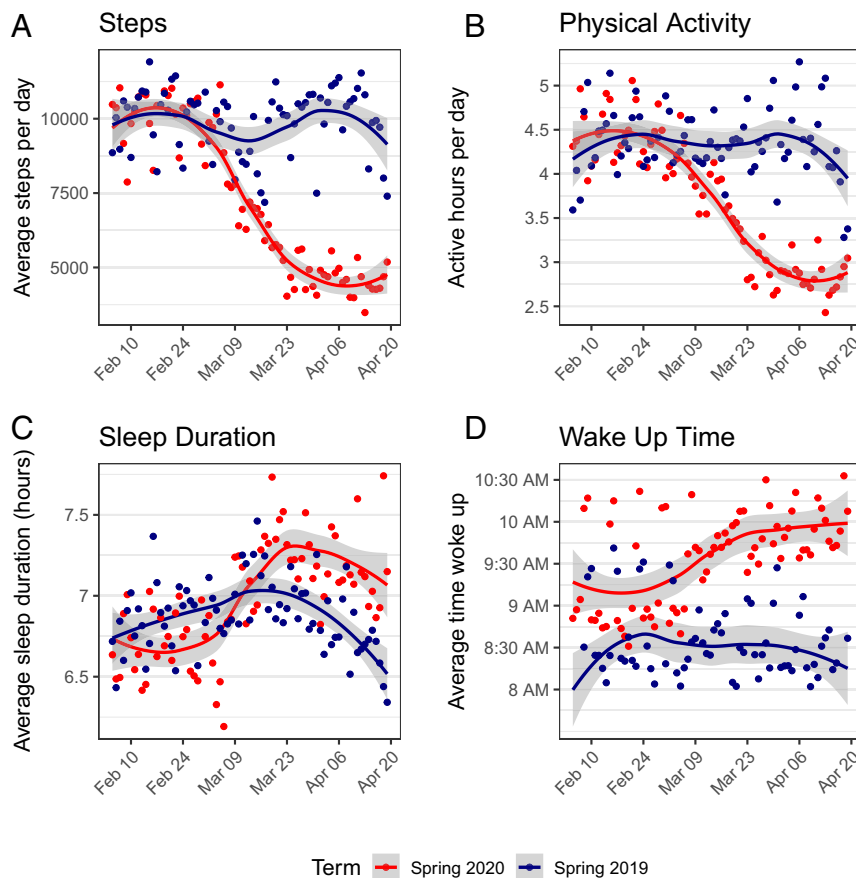 A Steps
Average steps per day
10000
7500
5000
Feb 10 Feb 24 Mar 09 Mar 23 Apr 06 Apr 20
B Physical Activity
Active hours per day
5
4.5
4
3.5
3
2.5
Feb 10 Feb 24 Mar 09 Mar 23 Apr 06 Apr 20
C Sleep Duration
Average sleep duration (hours)
7.5
7
6.5
Feb 10 Feb 24 Mar 09 Mar 23 Apr 06 Apr 20
D Wake Up Time
Average time woke up
10:30 AM
10 AM
9:30 AM
9 AM
8:30 AM
8 AM
Feb 10 Feb 24 Mar 09 Mar 23 Apr 06 Apr 20
Term Spring 2020 Spring 2019